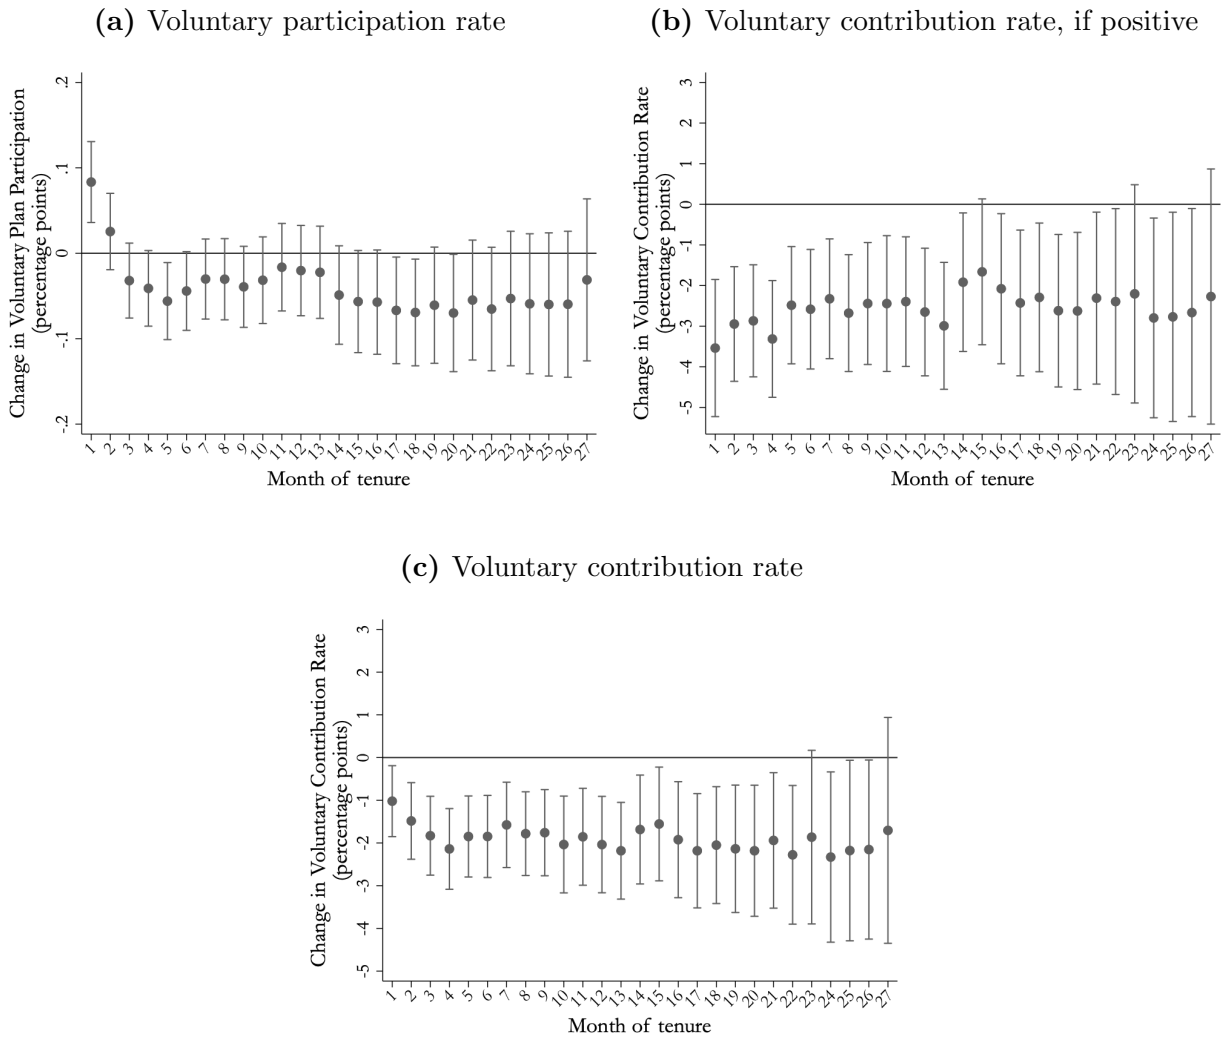 (a) Voluntary participation rate
Change in Voluntary Plan Participation
(percentage points)
.2
.1
0
-.1
-.2
1 2 3 4 5 6 7 8 9 10 11 12 13 14 15 16 17 18 19 20 21 22 23 24 25 26 27
Month of tenure
(b) Voluntary contribution rate, if positive
Change in Voluntary Contribution Rate
(percentage points)
3
2
1
0
-1
-2
-3
-4
-5
1 2 3 4 5 6 7 8 9 10 11 12 13 14 15 16 17 18 19 20 21 22 23 24 25 26 27
Month of tenure
(c) Voluntary contribution rate
Change in Voluntary Contribution Rate
(percentage points)
3
2
1
0
-1
-2
-3
-4
-5
1 2 3 4 5 6 7 8 9 10 11 12 13 14 15 16 17 18 19 20 21 22 23 24 25 26 27
Month of tenure